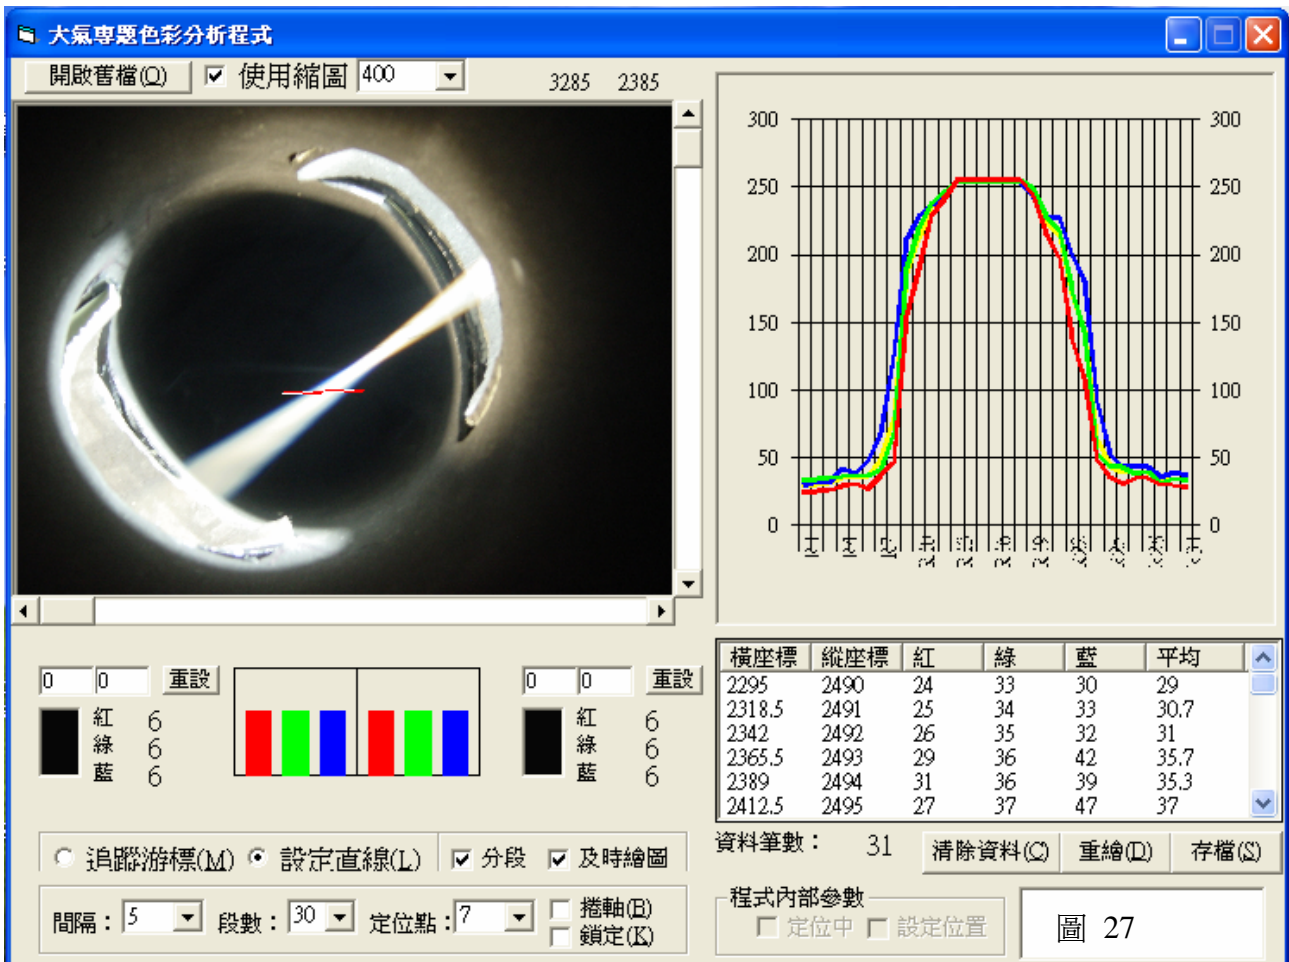 大氣專題色彩分析程式
開啟舊檔(O) 使用縮圖 400 3285 2385
300 300
250 250
200 200
150 150
100 100
50 50
0 0
橫座標 縱座標 紅 綠 藍 平均
2295 2490 24 33 30 29
2318.5 2491 25 34 33 30.7
2342 2492 26 35 32 31
2365.5 2493 29 36 42 35.7
2389 2494 31 36 39 35.3
2412.5 2495 27 37 47 37
0 0 重設 0 0 重設
紅 6 紅 6
綠 6 綠 6
藍 6 藍 6
資料筆數： 31 清除資料(C) 重繪(D) 存檔(S)
追蹤游標(M) 設定直線(L) 分段 及時繪圖
間隔： 5 段數： 30 定位點： 7 捲軸(B)
鎖定(K)
程式內部參數
定位中 設定位置
圖 27